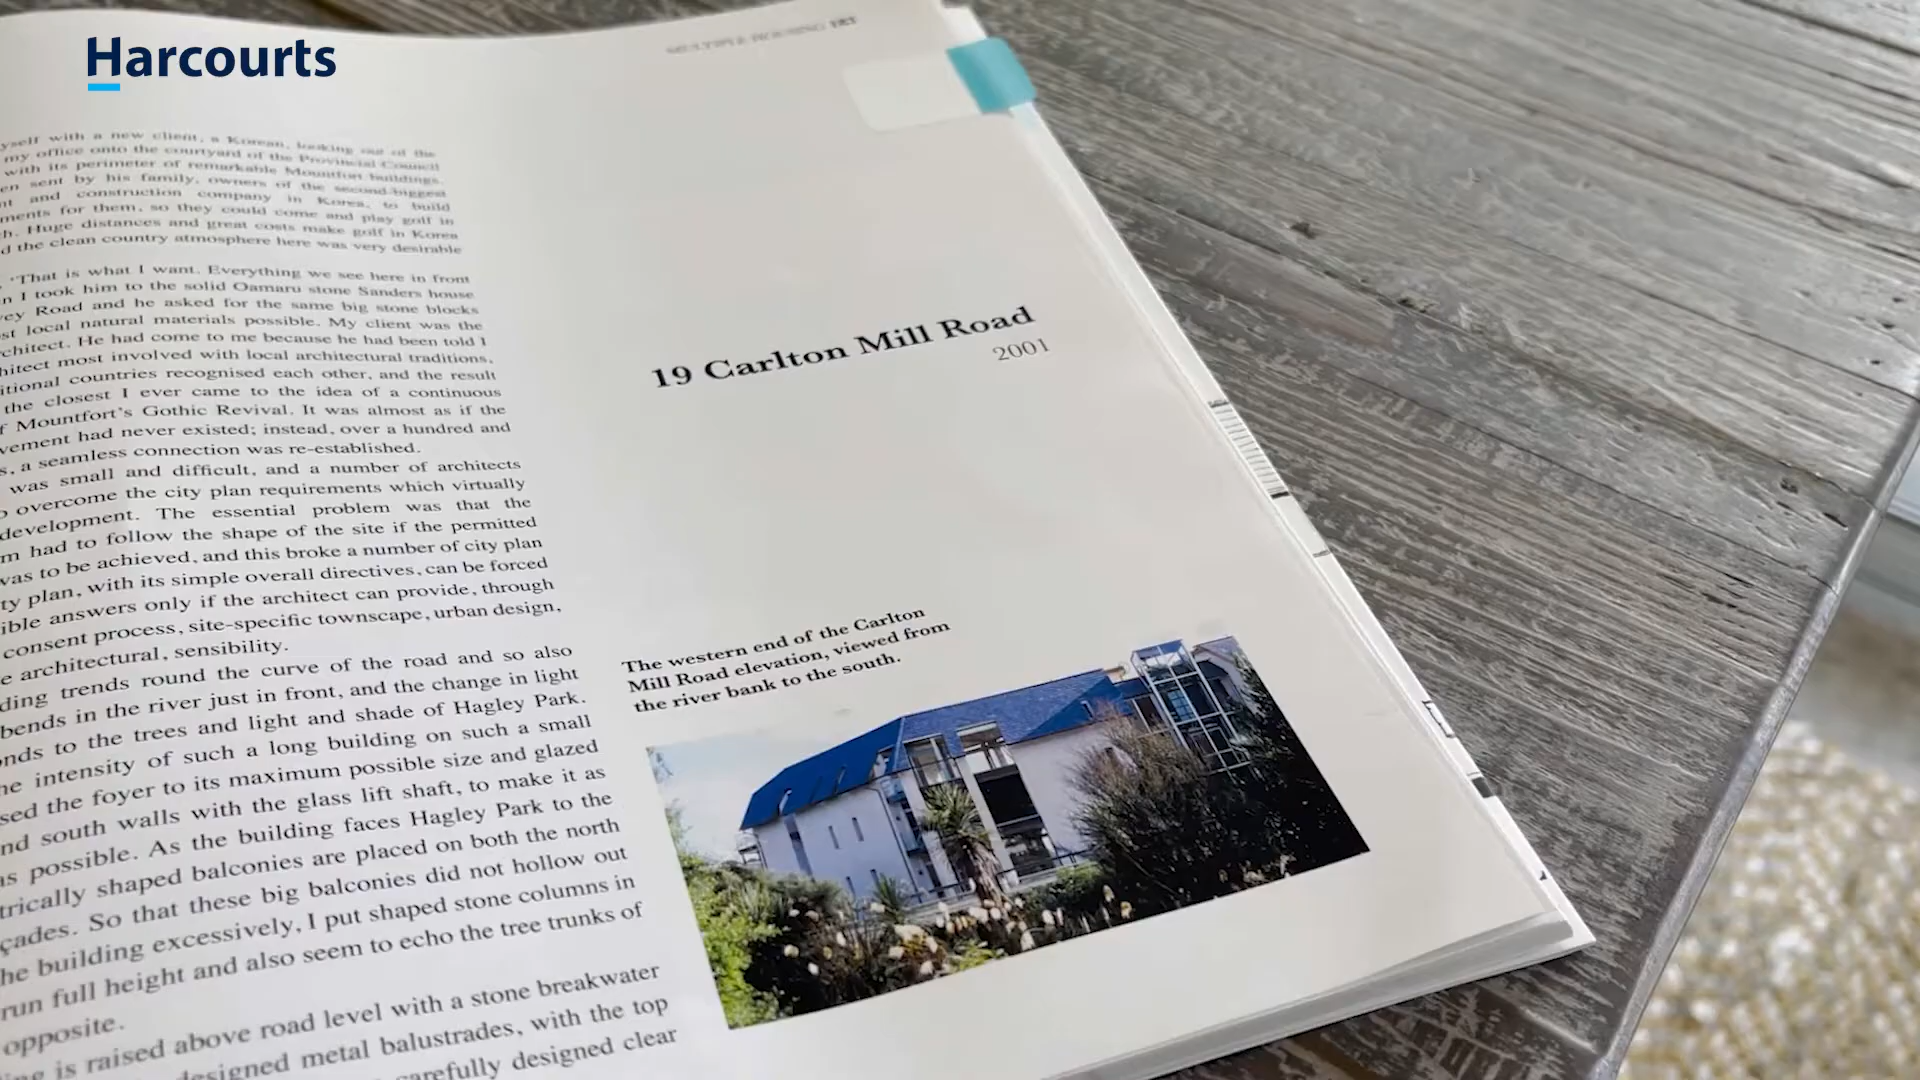 Harcourts
MULTIPLE HOUSING
yself with a new client, a Korean, looking out of the
my office onto the courtyard of the Provincial Council
with its perimeter of remarkable Mountfort buildings.
en sent by his family, owners of the second-biggest
nt and construction company in Korea, to build
ments for them, so they could come and play golf in
ch. Huge distances and great costs make golf in Korea
d the clean country atmosphere here was very desirable
'That is what I want. Everything we see here in front
n I took him to the solid Oamaru stone Sanders house
vey Road and he asked for the same big stone blocks
st local natural materials possible. My client was the
rchitect. He had come to me because he had been told I
hitect most involved with local architectural traditions,
itional countries recognised each other, and the result
the closest I ever came to the idea of a continuous
f Mountfort's Gothic Revival. It was almost as if the
vement had never existed; instead, over a hundred and
s, a seamless connection was re-established.
was small and difficult, and a number of architects
o overcome the city plan requirements which virtually
development. The essential problem was that the
m had to follow the shape of the site if the permitted
was to be achieved, and this broke a number of city plan
ty plan, with its simple overall directives, can be forced
ible answers only if the architect can provide, through
consent process, site-specific townscape, urban design,
e architectural, sensibility.
ding trends round the curve of the road and so also
bends in the river just in front, and the change in light
onds to the trees and light and shade of Hagley Park.
he intensity of such a long building on such a small
sed the foyer to its maximum possible size and glazed
nd south walls with the glass lift shaft, to make it as
as possible. As the building faces Hagley Park to the
trically shaped balconies are placed on both the north
çades. So that these big balconies did not hollow out
he building excessively, I put shaped stone columns in
run full height and also seem to echo the tree trunks of
opposite.
ing is raised above road level with a stone breakwater
designed metal balustrades, with the top
carefully designed clear
19 Carlton Mill Road
2001
The western end of the Carlton
Mill Road elevation, viewed from
the river bank to the south.